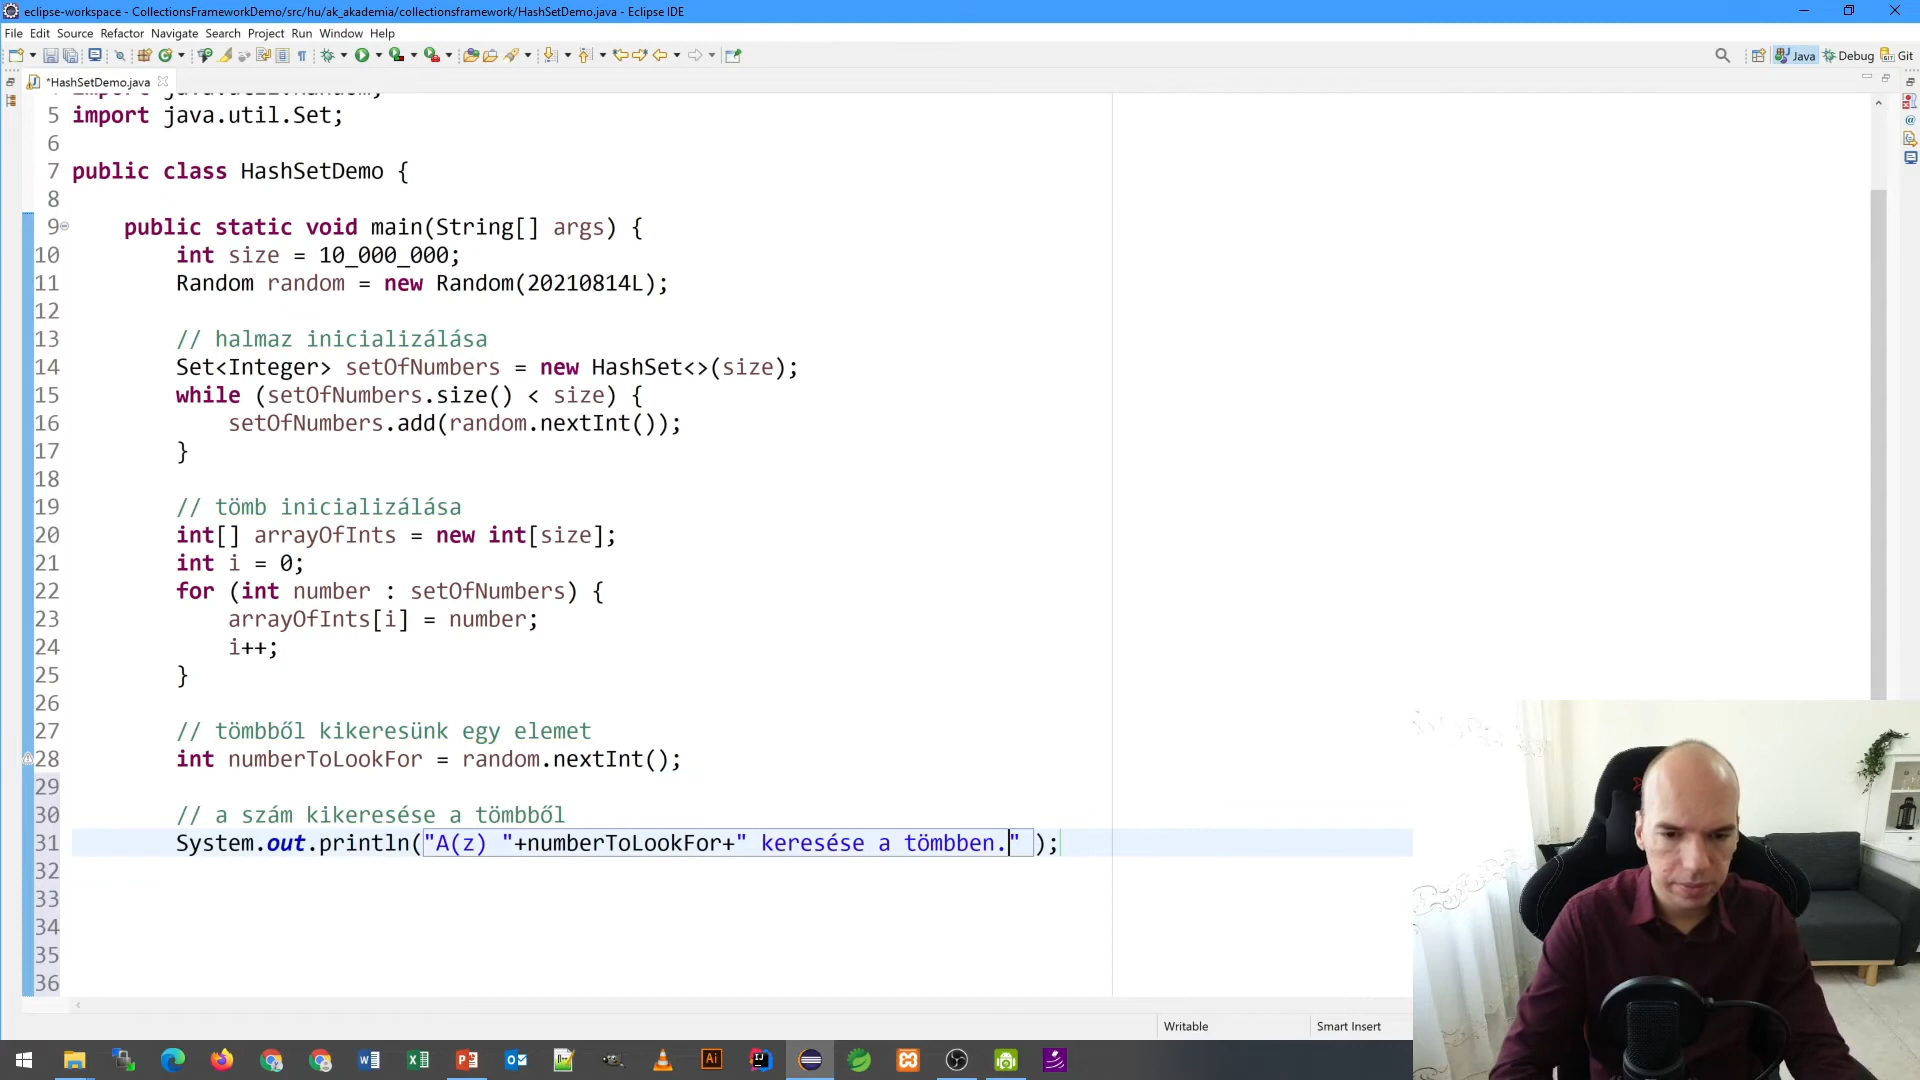 eclipse-workspace - CollectionsFrameworkDemo/src/hu/ak_akademia/collectionsframework/HashSetDemo.java - Eclipse IDE
File Edit Source Refactor Navigate Search Project Run Window Help
Java Debug Git
*HashSetDemo.java
5 import java.util.Set;
6
7 public class HashSetDemo {
8
9 public static void main(String[] args) {
10 int size = 10_000_000;
11 Random random = new Random(20210814L);
12
13 // halmaz inicializálása
14 Set<Integer> setOfNumbers = new HashSet<>(size);
15 while (setOfNumbers.size() < size) {
16 setOfNumbers.add(random.nextInt());
17 }
18
19 // tömb inicializálása
20 int[] arrayOfInts = new int[size];
21 int i = 0;
22 for (int number : setOfNumbers) {
23 arrayOfInts[i] = number;
24 i++;
25 }
26
27 // tömbből kikeresünk egy elemet
28 int numberToLookFor = random.nextInt();
29
30 // a szám kikeresése a tömbből
31 System.out.println("A(z) "+numberToLookFor+" keresése a tömbben." );
32
33
34
35
36
Writable Smart Insert